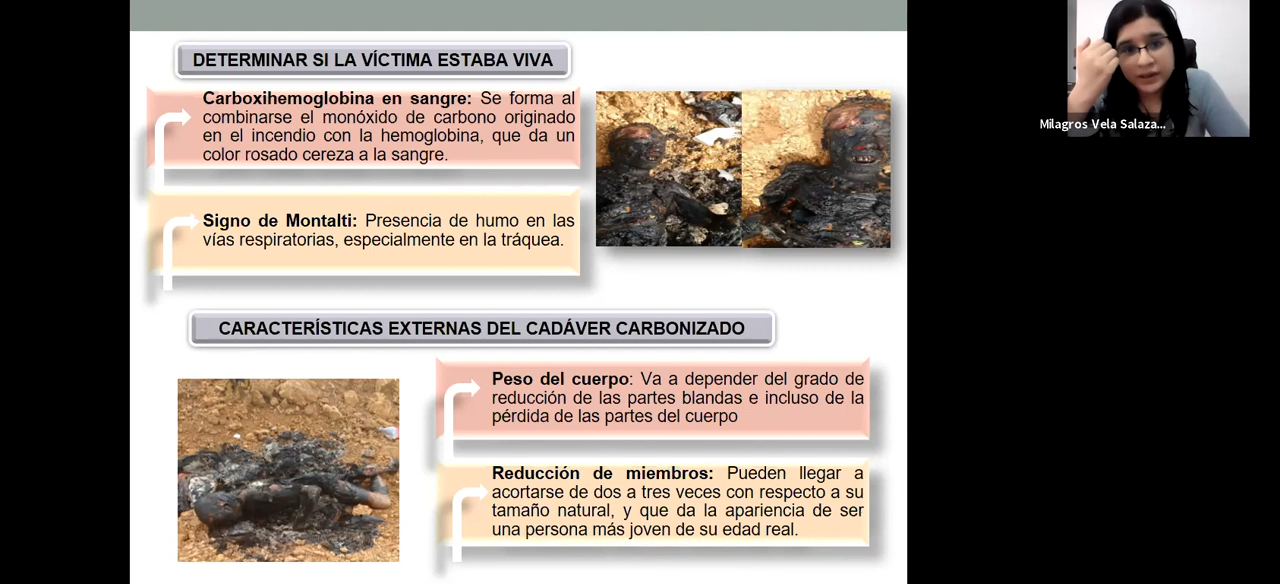 DETERMINAR SI LA VÍCTIMA ESTABA VIVA
Carboxihemoglobina en sangre: Se forma al
combinarse el monóxido de carbono originado
en el incendio con la hemoglobina, que da un
color rosado cereza a la sangre.
Signo de Montalti: Presencia de humo en las
vías respiratorias, especialmente en la tráquea.
CARACTERÍSTICAS EXTERNAS DEL CADÁVER CARBONIZADO
Peso del cuerpo: Va a depender del grado de
reducción de las partes blandas e incluso de la
pérdida de las partes del cuerpo
Reducción de miembros: Pueden llegar a
acortarse de dos a tres veces con respecto a su
tamaño natural, y que da la apariencia de ser
una persona más joven de su edad real.
Milagros Vela Salaza...